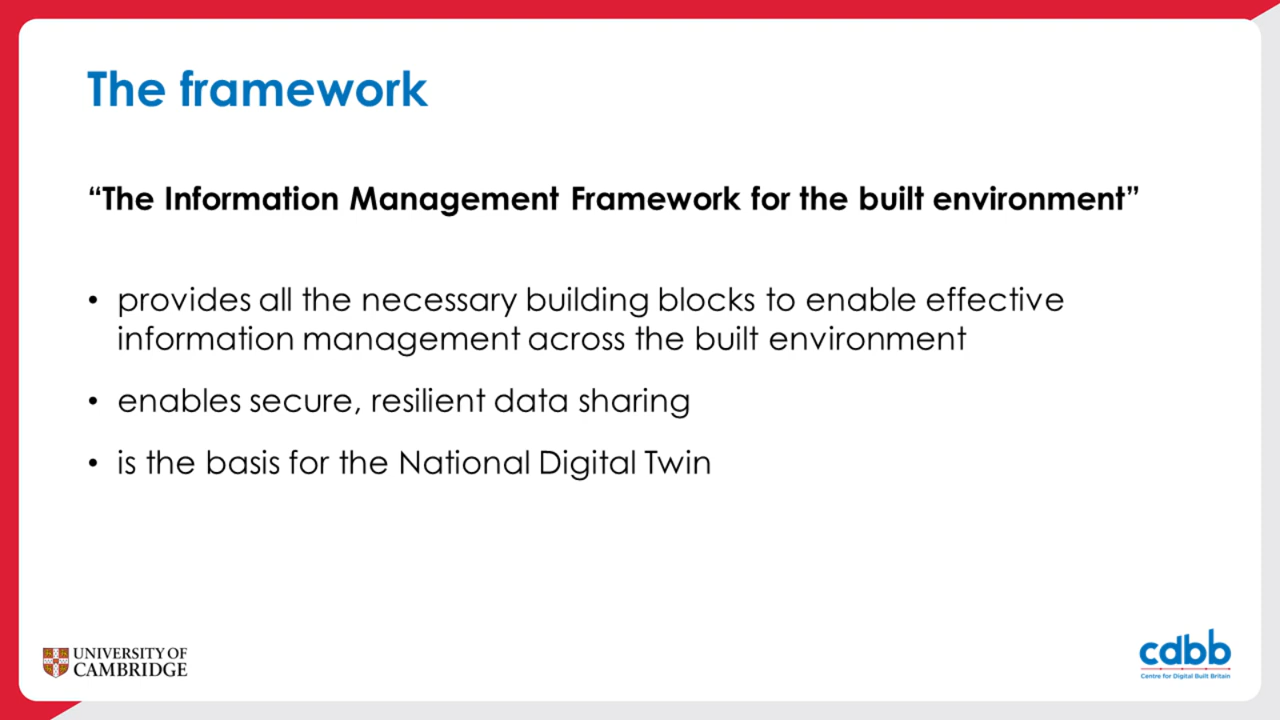 The framework
“The Information Management Framework for the built environment”
• provides all the necessary building blocks to enable effective
information management across the built environment
• enables secure, resilient data sharing
• is the basis for the National Digital Twin
UNIVERSITY OF
CAMBRIDGE
cdbb
Centre for Digital Built Britain